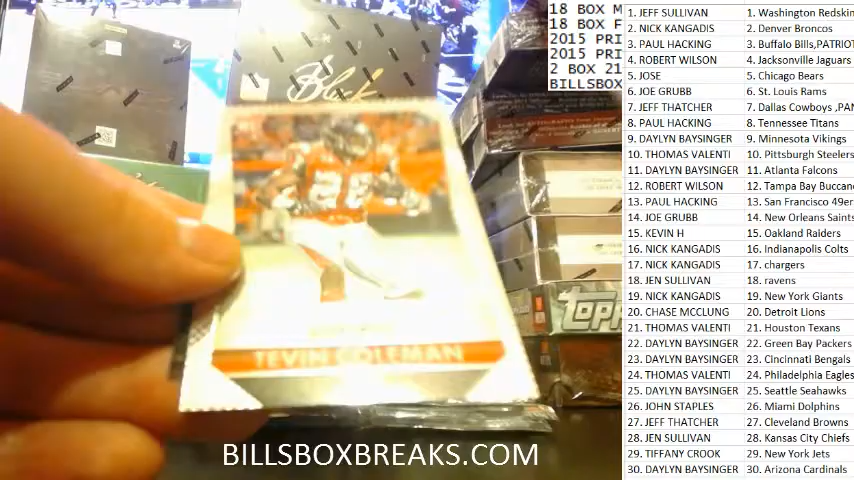 18 BOX M
18 BOX F
2015 PRI
2015 PRI
2 BOX 21
BILLSBOX
Black
28
TEVIN COLEMAN
TOPP
BILLSBOXBREAKS.COM
1. JEFF SULLIVAN
2. NICK KANGADIS
3. PAUL HACKING
4. ROBERT WILSON
5. JOSE
6. JOE GRUBB
7. JEFF THATCHER
8. PAUL HACKING
9. DAYLYN BAYSINGER
10. THOMAS VALENTI
11. DAYLYN BAYSINGER
12. ROBERT WILSON
13. PAUL HACKING
14. JOE GRUBB
15. KEVIN H
16. NICK KANGADIS
17. NICK KANGADIS
18. JEN SULLIVAN
19. NICK KANGADIS
20. CHASE MCCLUNG
21. THOMAS VALENTI
22. DAYLYN BAYSINGER
23. DAYLYN BAYSINGER
24. THOMAS VALENTI
25. DAYLYN BAYSINGER
26. JOHN STAPLES
27. JEFF THATCHER
28. JEN SULLIVAN
29. TIFFANY CROOK
30. DAYLYN BAYSINGER
1. Washington Redskin
2. Denver Broncos
3. Buffalo Bills,PATRIOT
4. Jacksonville Jaguars
5. Chicago Bears
6. St. Louis Rams
7. Dallas Cowboys ,PAN
8. Tennessee Titans
9. Minnesota Vikings
10. Pittsburgh Steelers
11. Atlanta Falcons
12. Tampa Bay Buccan
13. San Francisco 49er
14. New Orleans Saints
15. Oakland Raiders
16. Indianapolis Colts
17. chargers
18. ravens
19. New York Giants
20. Detroit Lions
21. Houston Texans
22. Green Bay Packers
23. Cincinnati Bengals
24. Philadelphia Eagles
25. Seattle Seahawks
26. Miami Dolphins
27. Cleveland Browns
28. Kansas City Chiefs
29. New York Jets
30. Arizona Cardinals